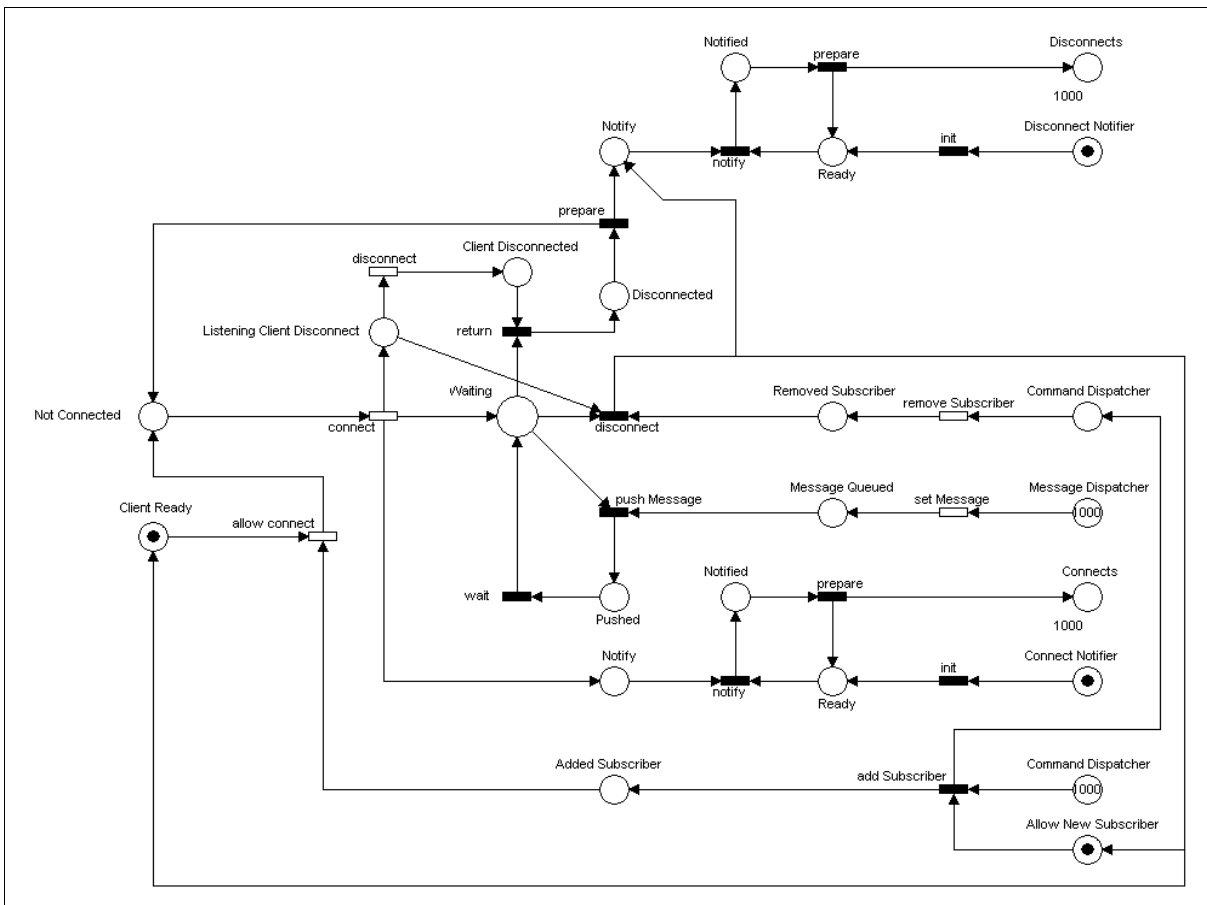 Notified
prepare
Disconnects
1000
Notify
Disconnect Notifier
init
notify
Ready
prepare
Client Disconnected
disconnect
Disconnected
Listening Client Disconnect
return
Waiting
Removed Subscriber
Command Dispatcher
remove Subscriber
Not Connected
connect
disconnect
Client Ready
push Message
Message Queued
set Message
Message Dispatcher
1000
allow connect
Notified
prepare
Connects
wait
Pushed
1000
Notify
Connect Notifier
init
notify
Ready
Added Subscriber
Command Dispatcher
add Subscriber
1000
Allow New Subscriber